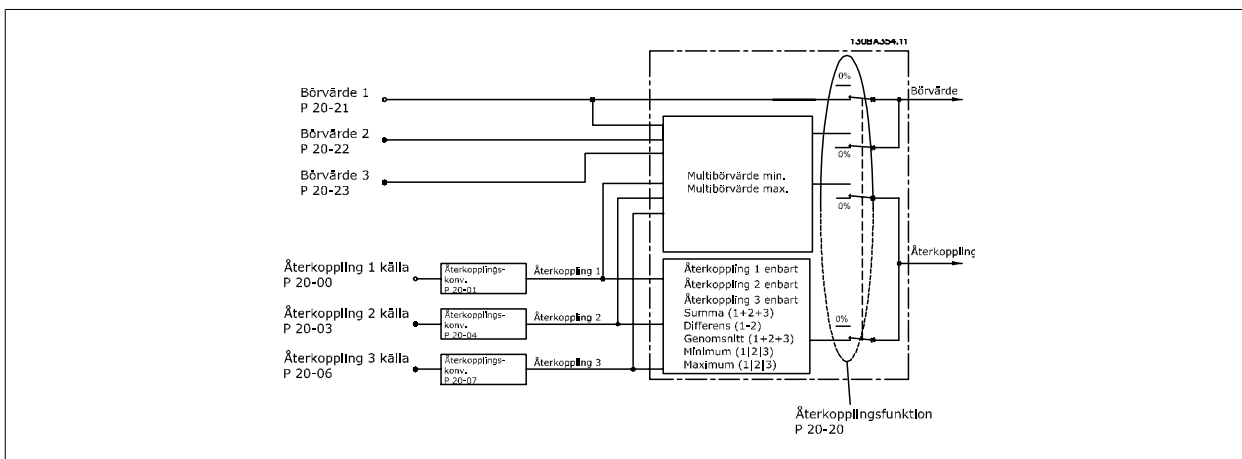 130BA354.11
Börvärde 1
P 20-21
Börvärde 2
P 20-22
Börvärde 3
P 20-23
0%
Börvärde
0%
Multibörvärde min.
Multibörvärde max.
0%
Återkoppling
Återkoppling 1 källa
P 20-00
Återkopplings-
konv.
P 20-01
Återkoppling 1
Återkoppling 2 källa
P 20-03
Återkopplings-
konv.
P 20-04
Återkoppling 2
Återkoppling 3 källa
P 20-06
Återkopplings-
konv.
P 20-07
Återkoppling 3
Återkoppling 1 enbart
Återkoppling 2 enbart
Återkoppling 3 enbart
Summa (1+2+3)
Differens (1-2)
Genomsnitt (1+2+3)
Minimum (1|2|3)
Maximum (1|2|3)
0%
Återkopplingsfunktion
P 20-20